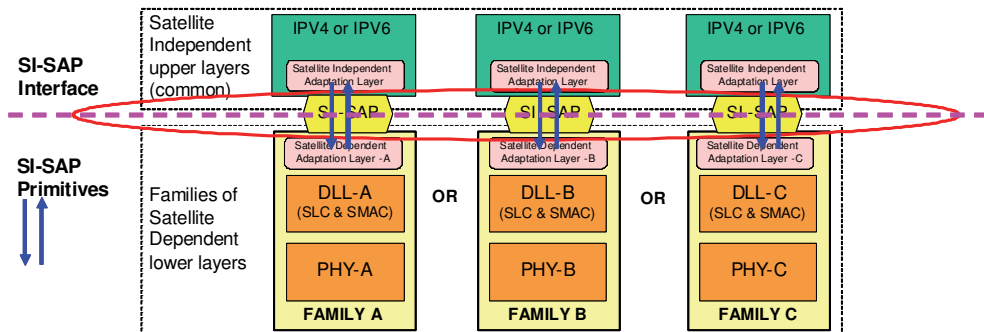 Satellite
Independent
upper layers
(common)
SI-SAP
Interface
IPV4 or IPV6
Satellite Independent
Adaptation Layer
SI-SAP
IPV4 or IPV6
Satellite Independent
Adaptation Layer
SI-SAP
IPV4 or IPV6
Satellite Independent
Adaptation Layer
SI-SAP
SI-SAP
Primitives
Families of
Satellite
Dependent
lower layers
Satellite Dependent
Adaptation Layer -A
DLL-A
(SLC & SMAC)
PHY-A
FAMILY A
OR
Satellite Dependent
Adaptation Layer -B
DLL-B
(SLC & SMAC)
PHY-B
FAMILY B
OR
Satellite Dependent
Adaptation Layer -C
DLL-C
(SLC & SMAC)
PHY-C
FAMILY C